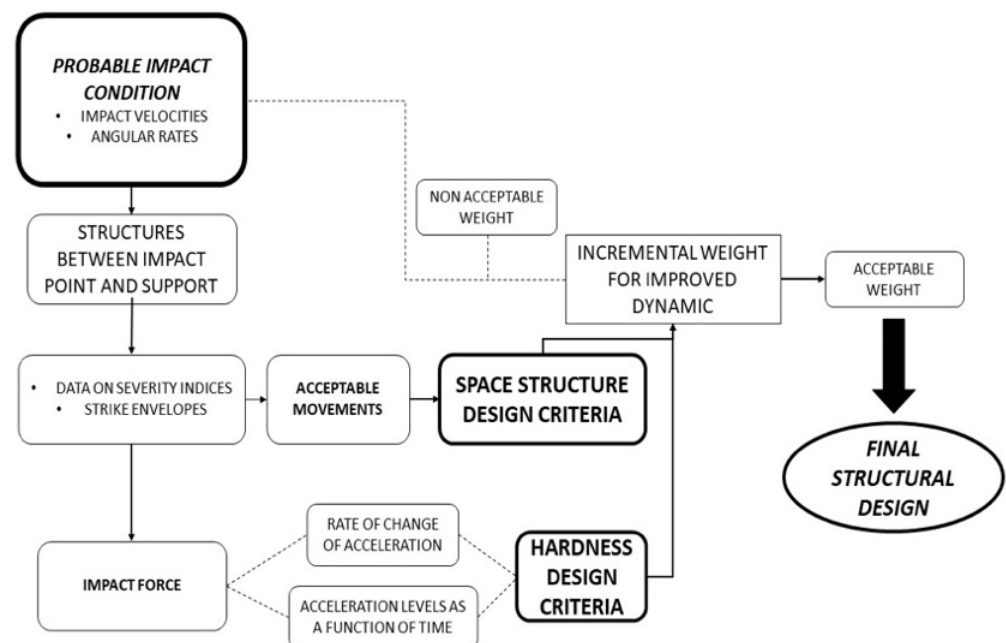 PROBABLE IMPACT
CONDITION
• IMPACT VELOCITIES
• ANGULAR RATES
NON ACCEPTABLE
WEIGHT
STRUCTURES
BETWEEN IMPACT
POINT AND SUPPORT
INCREMENTAL WEIGHT
FOR IMPROVED
DYNAMIC
ACCEPTABLE
WEIGHT
• DATA ON SEVERITY INDICES
• STRIKE ENVELOPES
ACCEPTABLE
MOVEMENTS
SPACE STRUCTURE
DESIGN CRITERIA
FINAL
STRUCTURAL
DESIGN
IMPACT FORCE
RATE OF CHANGE
OF ACCELERATION
ACCELERATION LEVELS AS
A FUNCTION OF TIME
HARDNESS
DESIGN
CRITERIA